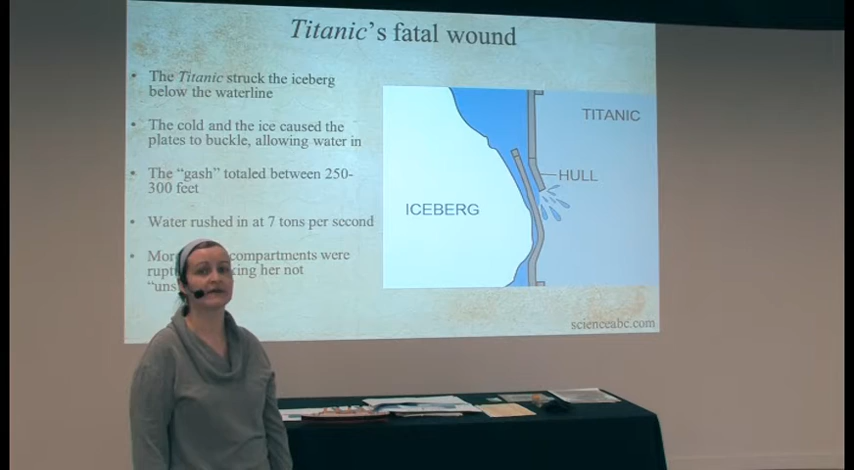 Titanic's fatal wound
• The Titanic struck the iceberg
below the waterline
• The cold and the ice caused the
plates to buckle, allowing water in
• The "gash" totaled between 250-
300 feet
• Water rushed in at 7 tons per second
• compartments were
her not
TITANIC
HULL
ICEBERG
scienceabc.com